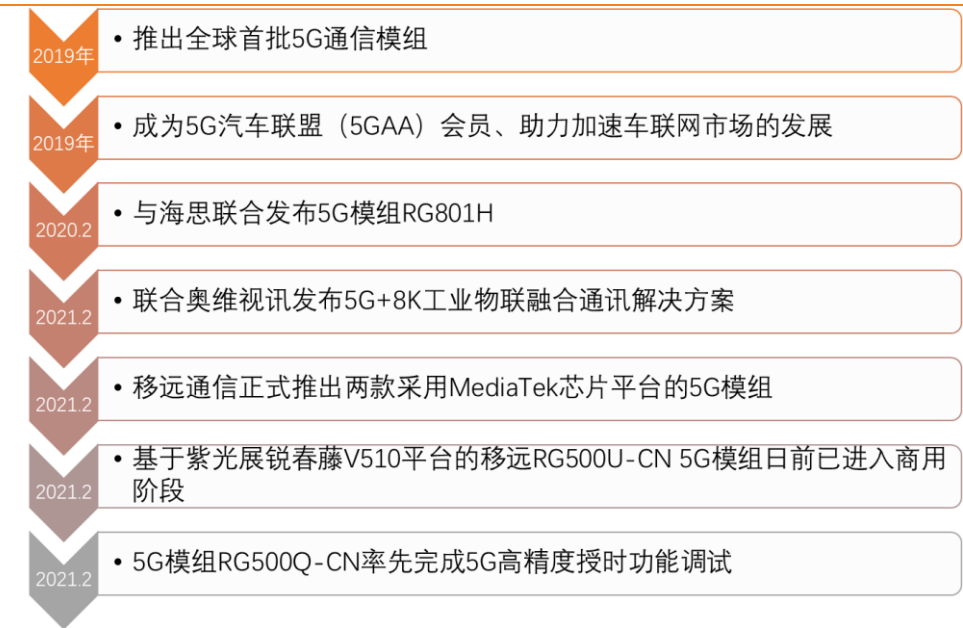 2019年
• 推出全球首批5G通信模组
2019年
• 成为5G汽车联盟（5GAA）会员、助力加速车联网市场的发展
2020.2
• 与海思联合发布5G模组RG801H
2021.2
• 联合奥维视讯发布5G+8K工业物联融合通讯解决方案
2021.2
• 移远通信正式推出两款采用MediaTek芯片平台的5G模组
2021.2
• 基于紫光展锐春藤V510平台的移远RG500U-CN 5G模组日前已进入商用
阶段
2021.2
• 5G模组RG500Q-CN率先完成5G高精度授时功能调试